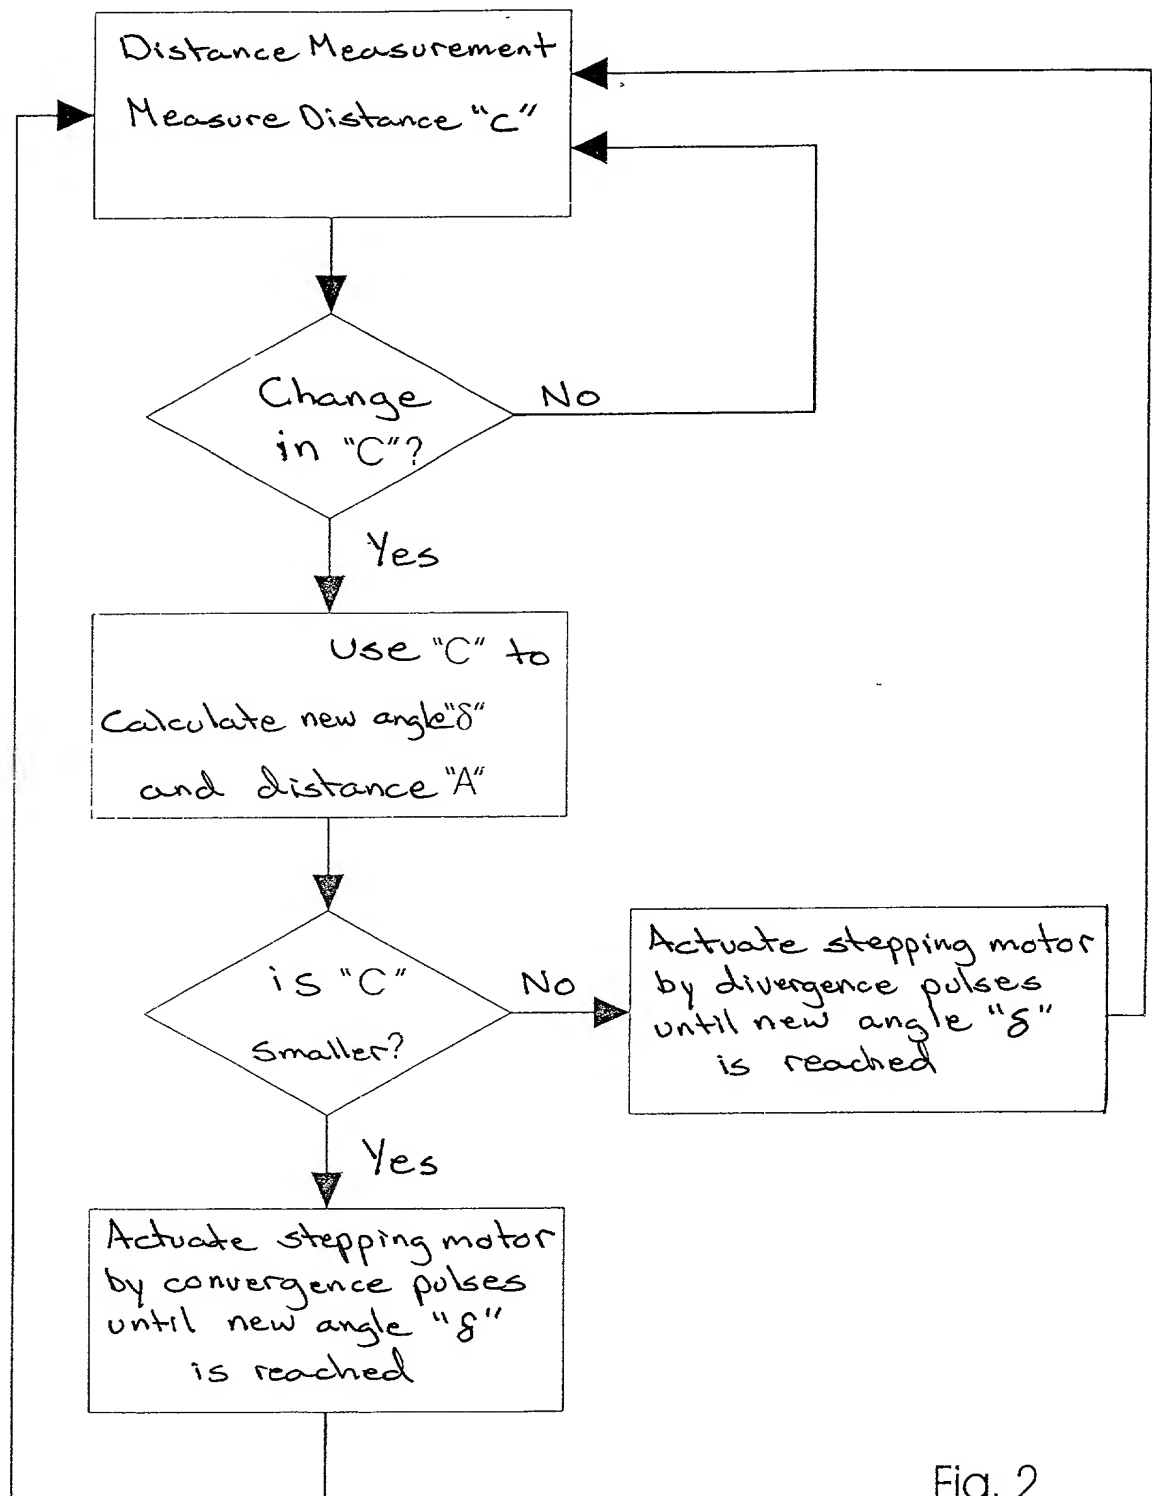 Distance Measurement
Measure Distance "C"
Change
in "C"?
No
Yes
Use "C" to
Calculate new angle "δ"
and distance "A"
is "C"
smaller?
No
Actuate stepping motor
by divergence pulses
until new angle "δ"
is reached
Yes
Actuate stepping motor
by convergence pulses
until new angle "δ"
is reached
Fig. 2